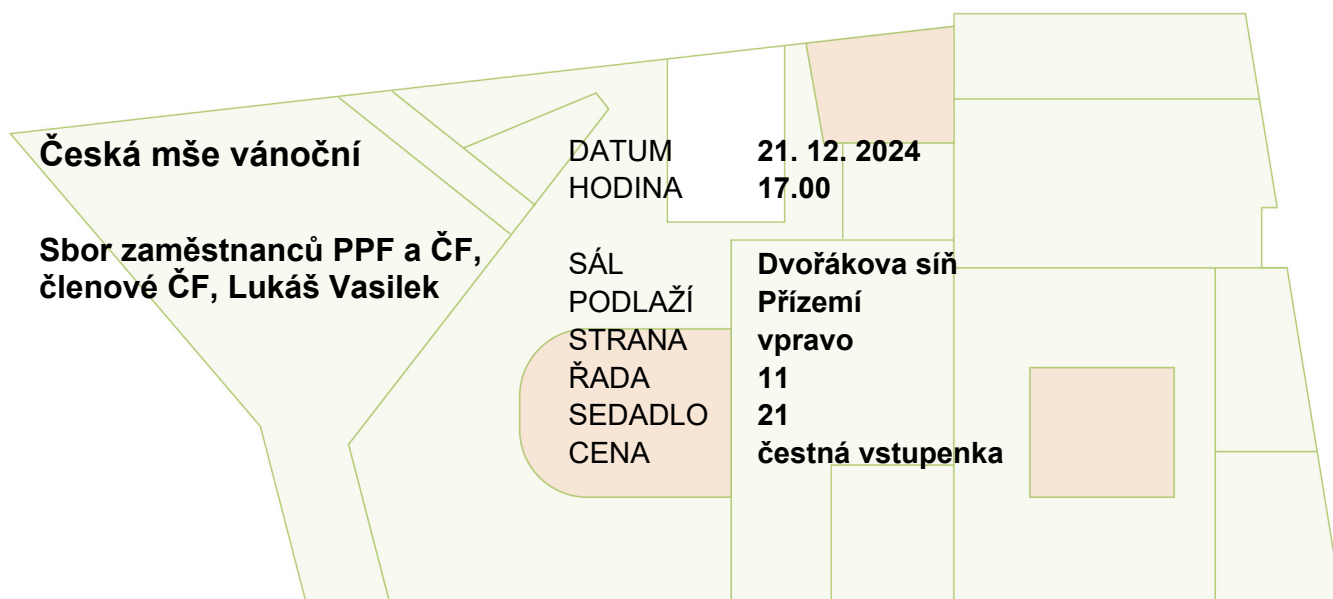 Česká mše vánoční
Sbor zaměstnanců PPF a ČF,
členové ČF, Lukáš Vasilek
DATUM 21. 12. 2024
HODINA 17.00
SÁL Dvořákova síň
PODLAŽÍ Přízemí
STRANA vpravo
ŘADA 11
SEDADLO 21
CENA čestná vstupenka